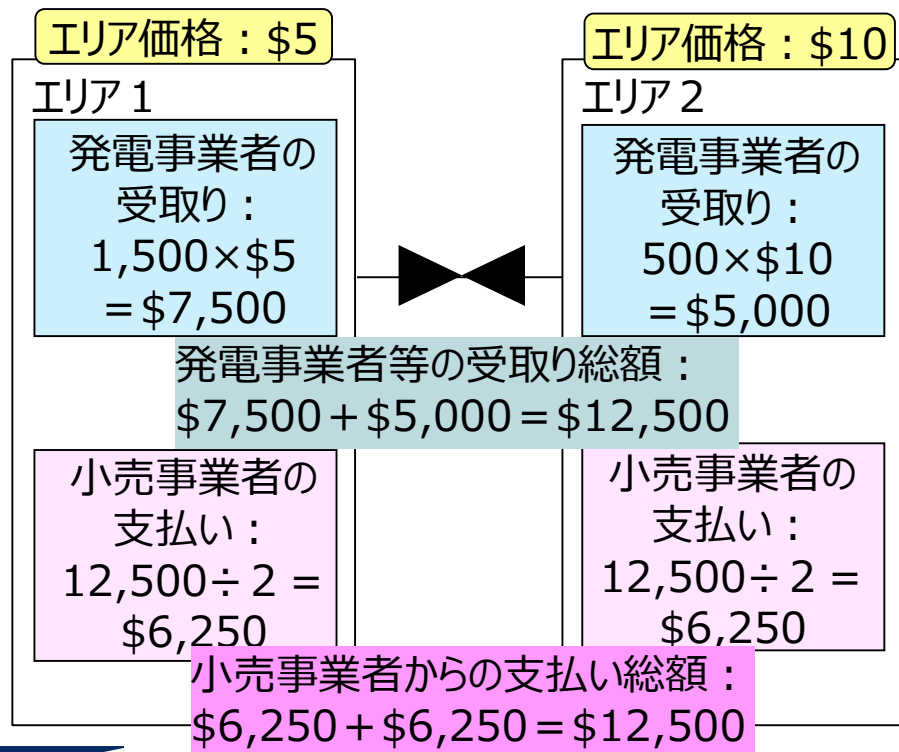 エリア価格：$5
エリア1
発電事業者の
受取り：
1,500×$5
＝$7,500
エリア価格：$10
エリア2
発電事業者の
受取り：
500×$10
＝$5,000
発電事業者等の受取り総額：
$7,500＋$5,000＝$12,500
小売事業者の
支払い：
12,500÷2 =
$6,250
小売事業者の
支払い：
12,500÷2 =
$6,250
小売事業者からの支払い総額：
$6,250＋$6,250＝$12,500